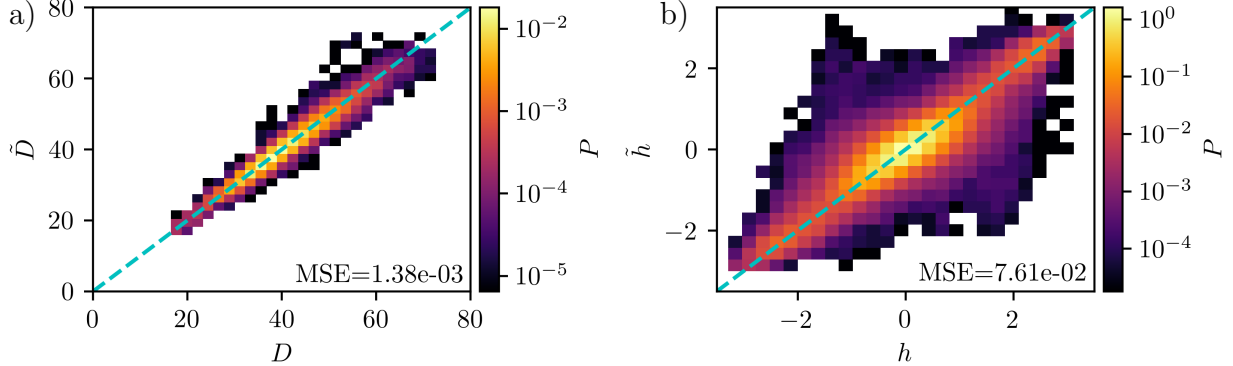 a)
80
60
40
20
0
D̃
0 20 40 60 80
D
MSE=1.38e-03
10⁻²
10⁻³
10⁻⁴
10⁻⁵
P
b)
2
0
−2
h̃
−2 0 2
h
MSE=7.61e-02
10⁰
10⁻¹
10⁻²
10⁻³
10⁻⁴
P